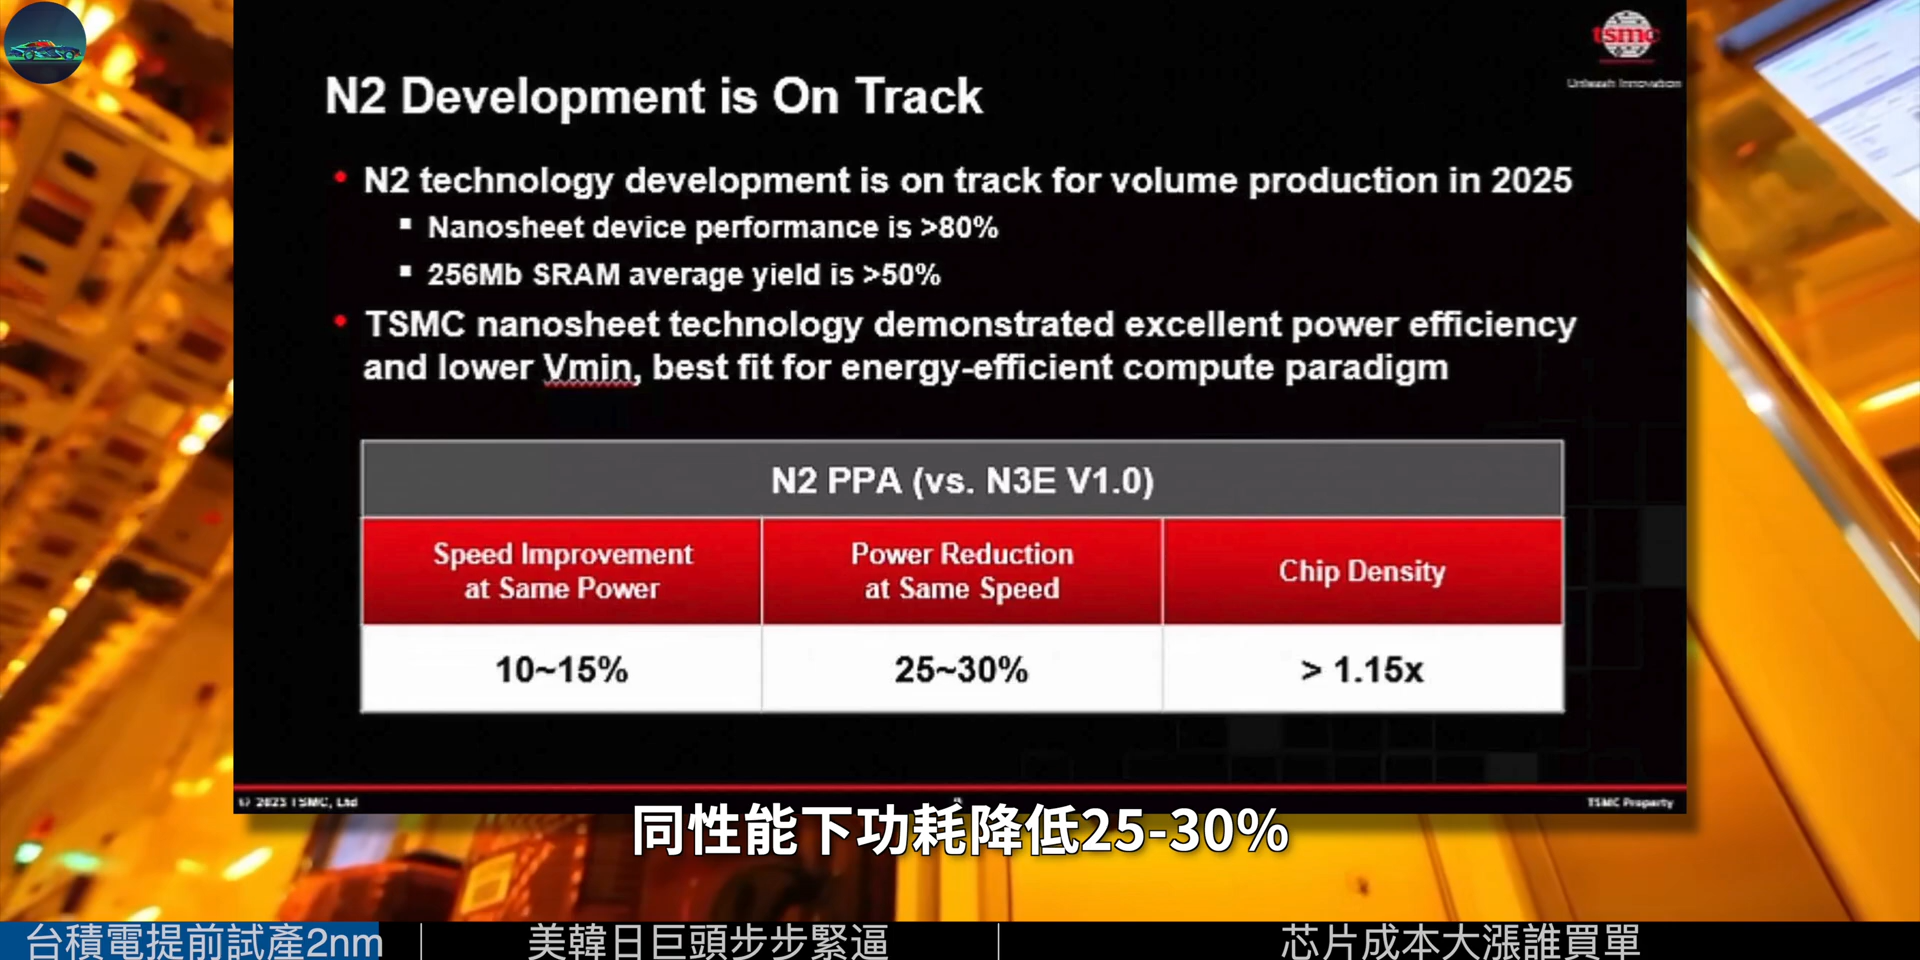 tsmc
Unleash Innovation
N2 Development is On Track
• N2 technology development is on track for volume production in 2025
▪ Nanosheet device performance is >80%
▪ 256Mb SRAM average yield is >50%
• TSMC nanosheet technology demonstrated excellent power efficiency
and lower Vmin, best fit for energy-efficient compute paradigm
N2 PPA (vs. N3E V1.0)
Speed Improvement
at Same Power
Power Reduction
at Same Speed
Chip Density
10~15%
25~30%
> 1.15x
© 2023 TSMC, Ltd
TSMC Property
同性能下功耗降低25-30%
台積電提前試產2nm
美韓日巨頭步步緊逼
芯片成本大漲誰買單